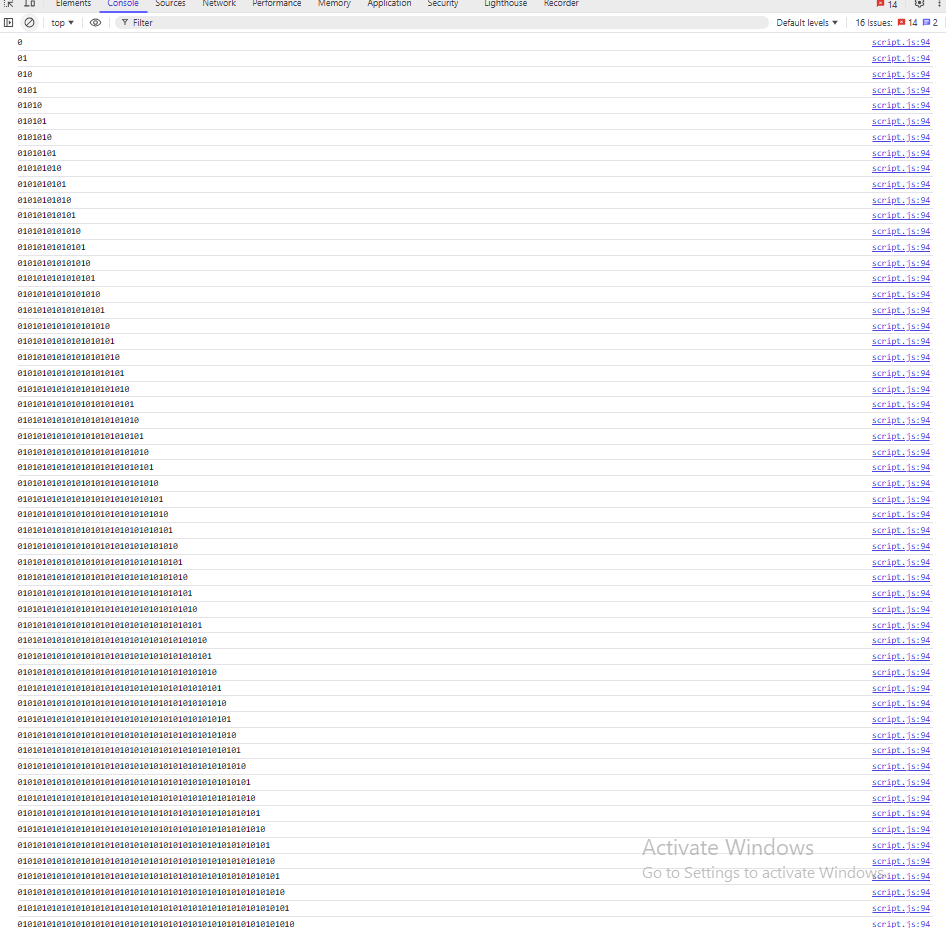 Elements Console Sources Network Performance Memory Application Security Lighthouse Recorder 14
top Filter Default levels 16 Issues: 14 2
0 script.js:94
01 script.js:94
010 script.js:94
0101 script.js:94
01010 script.js:94
010101 script.js:94
0101010 script.js:94
01010101 script.js:94
010101010 script.js:94
0101010101 script.js:94
01010101010 script.js:94
010101010101 script.js:94
0101010101010 script.js:94
01010101010101 script.js:94
010101010101010 script.js:94
0101010101010101 script.js:94
01010101010101010 script.js:94
010101010101010101 script.js:94
0101010101010101010 script.js:94
01010101010101010101 script.js:94
010101010101010101010 script.js:94
0101010101010101010101 script.js:94
01010101010101010101010 script.js:94
010101010101010101010101 script.js:94
0101010101010101010101010 script.js:94
01010101010101010101010101 script.js:94
010101010101010101010101010 script.js:94
0101010101010101010101010101 script.js:94
01010101010101010101010101010 script.js:94
010101010101010101010101010101 script.js:94
0101010101010101010101010101010 script.js:94
01010101010101010101010101010101 script.js:94
010101010101010101010101010101010 script.js:94
0101010101010101010101010101010101 script.js:94
01010101010101010101010101010101010 script.js:94
010101010101010101010101010101010101 script.js:94
0101010101010101010101010101010101010 script.js:94
01010101010101010101010101010101010101 script.js:94
010101010101010101010101010101010101010 script.js:94
0101010101010101010101010101010101010101 script.js:94
01010101010101010101010101010101010101010 script.js:94
010101010101010101010101010101010101010101 script.js:94
0101010101010101010101010101010101010101010 script.js:94
01010101010101010101010101010101010101010101 script.js:94
010101010101010101010101010101010101010101010 script.js:94
0101010101010101010101010101010101010101010101 script.js:94
01010101010101010101010101010101010101010101010 script.js:94
010101010101010101010101010101010101010101010101 script.js:94
0101010101010101010101010101010101010101010101010 script.js:94
01010101010101010101010101010101010101010101010101 script.js:94
010101010101010101010101010101010101010101010101010 script.js:94
0101010101010101010101010101010101010101010101010101 script.js:94
01010101010101010101010101010101010101010101010101010 script.js:94
010101010101010101010101010101010101010101010101010101 script.js:94
0101010101010101010101010101010101010101010101010101010 script.js:94
01010101010101010101010101010101010101010101010101010101 script.js:94
010101010101010101010101010101010101010101010101010101010 script.js:94
Activate Windows
Go to Settings to activate Windows.